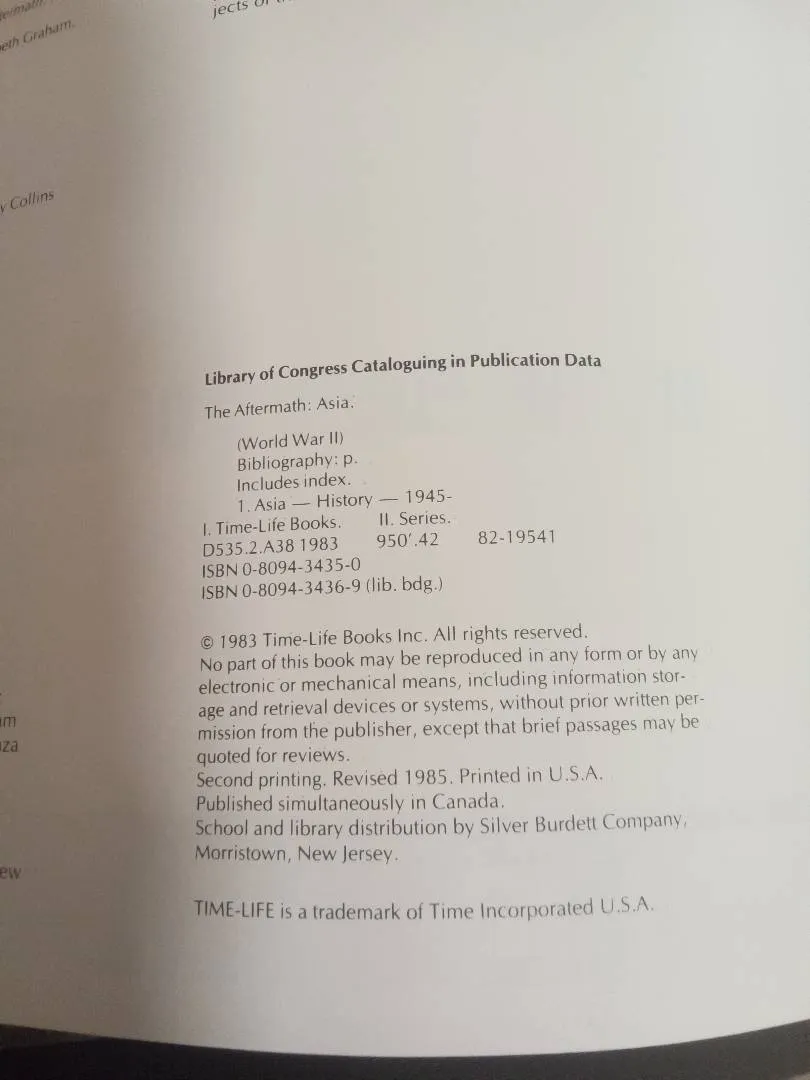 jects of
eth Graham.
y Collins
Library of Congress Cataloguing in Publication Data
The Aftermath: Asia.
(World War II)
Bibliography: p.
Includes index.
1. Asia — History — 1945-
I. Time-Life Books. II. Series.
D535.2.A38 1983 950'.42 82-19541
ISBN 0-8094-3435-0
ISBN 0-8094-3436-9 (lib. bdg.)
© 1983 Time-Life Books Inc. All rights reserved.
No part of this book may be reproduced in any form or by any
electronic or mechanical means, including information stor-
age and retrieval devices or systems, without prior written per-
mission from the publisher, except that brief passages may be
quoted for reviews.
Second printing. Revised 1985. Printed in U.S.A.
Published simultaneously in Canada.
School and library distribution by Silver Burdett Company,
Morristown, New Jersey.
TIME-LIFE is a trademark of Time Incorporated U.S.A.
am
za
ew